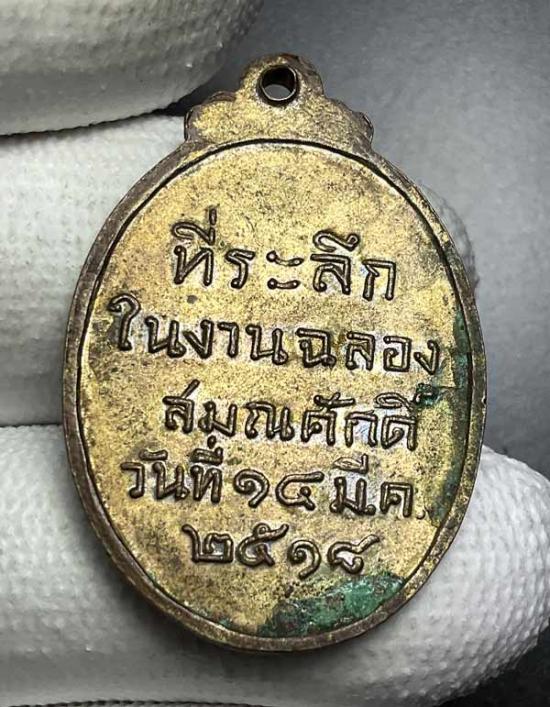 ที่ระลึก
ในงานฉลอง
สมณศักดิ์
วันที่๑๕ มี.ค.
๒๕๑๘